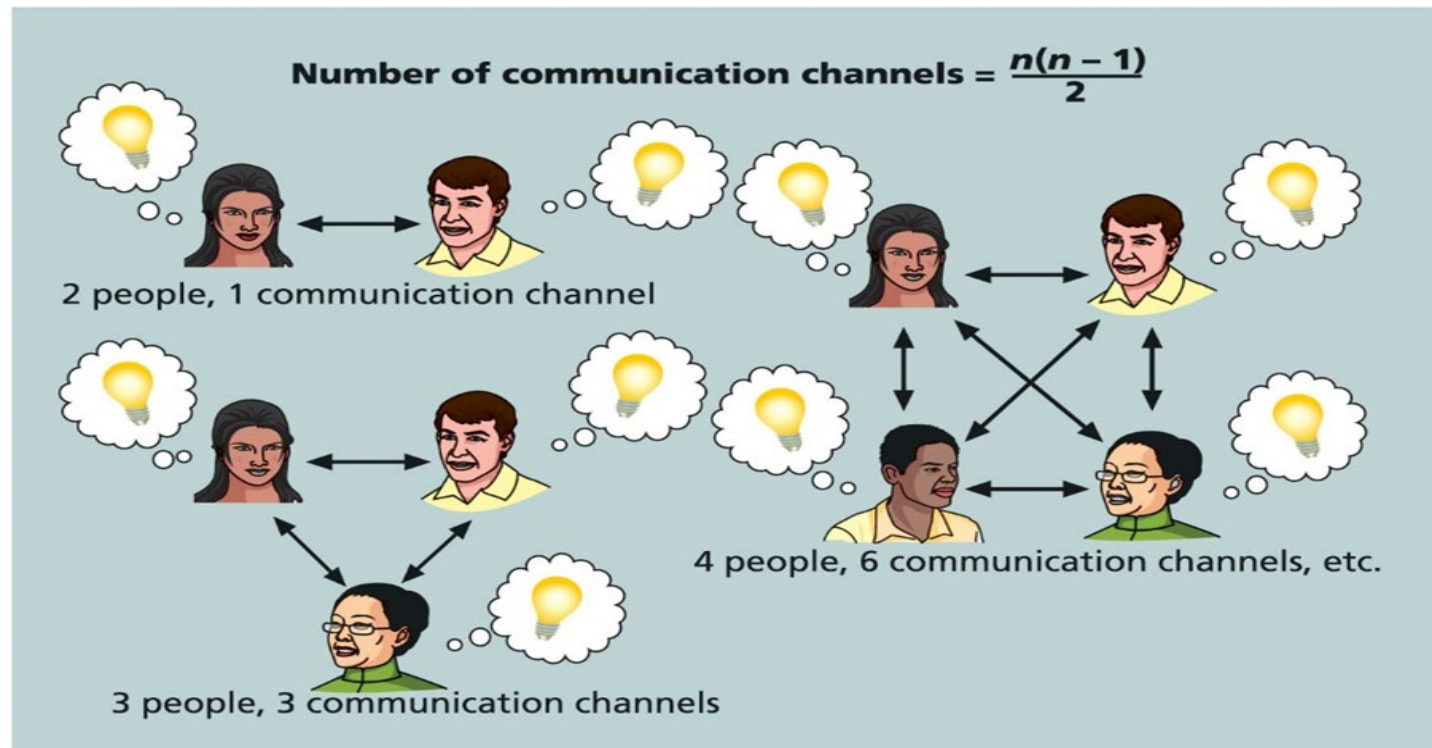 Number of communication channels = n(n – 1)
2
2 people, 1 communication channel
3 people, 3 communication channels
4 people, 6 communication channels, etc.